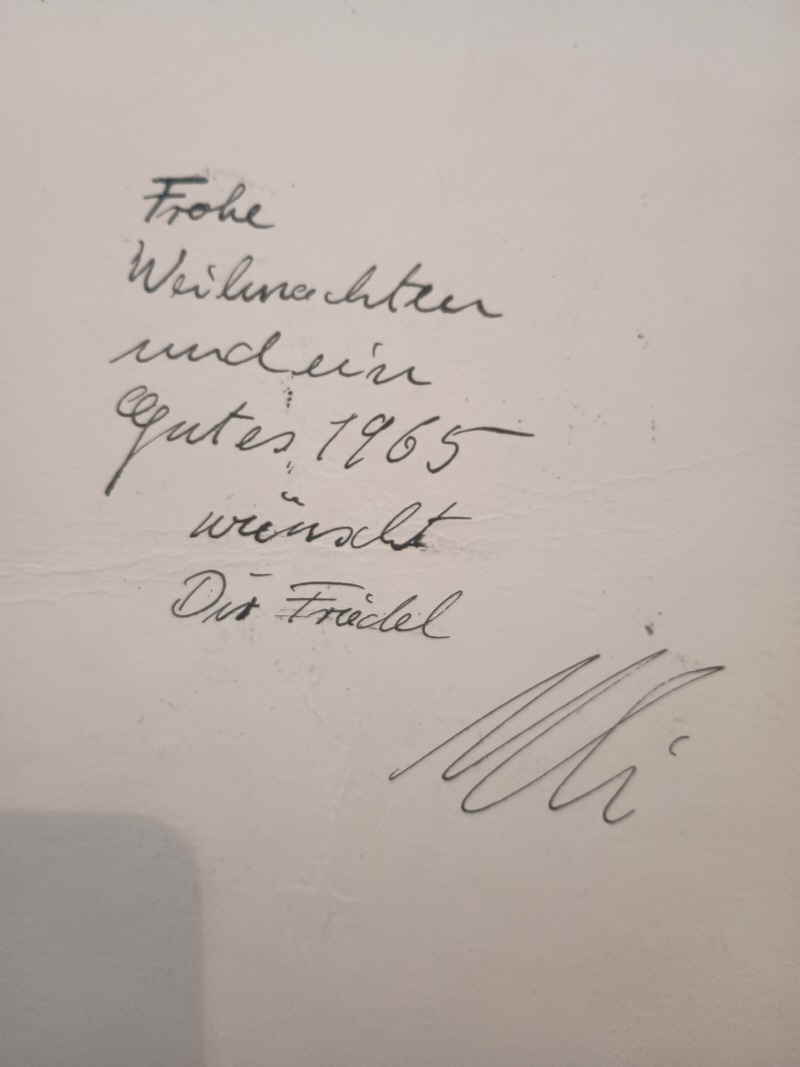 Frohe
Weihnachten
und ein
Gutes 1965
wünscht
Dir Friedel